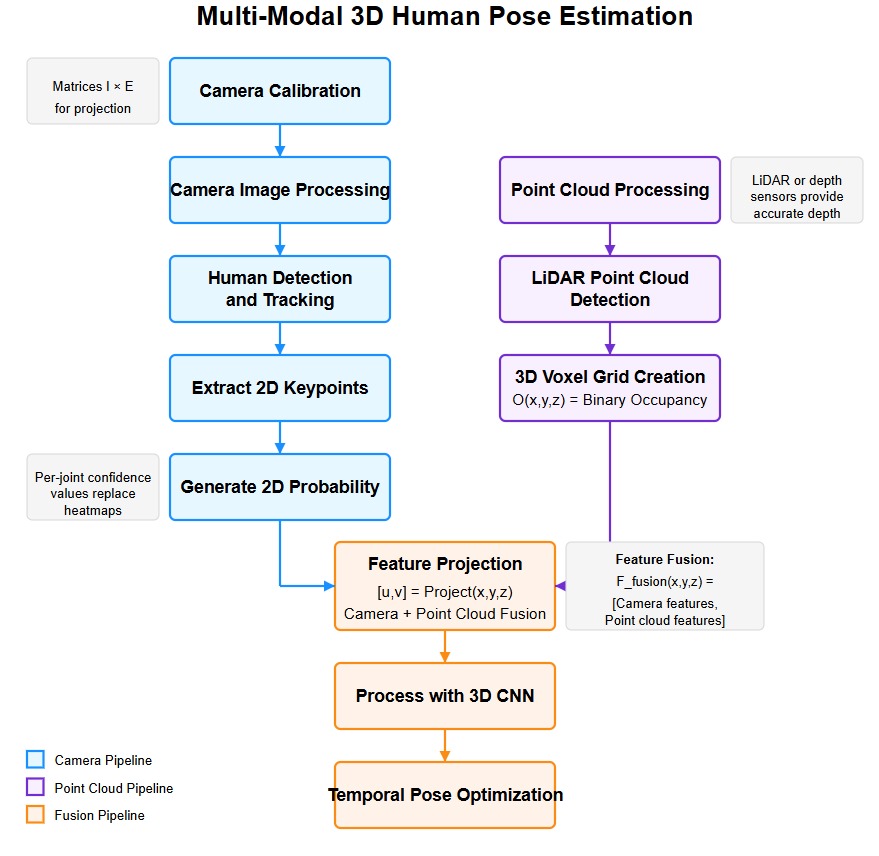 Multi-Modal 3D Human Pose Estimation
Matrices I × E
for projection
Camera Calibration
Camera Image Processing
Point Cloud Processing
LiDAR or depth
sensors provide
accurate depth
Human Detection
and Tracking
LiDAR Point Cloud
Detection
Extract 2D Keypoints
3D Voxel Grid Creation
O(x,y,z) = Binary Occupancy
Per-joint confidence
values replace
heatmaps
Generate 2D Probability
Feature Projection
[u,v] = Project(x,y,z)
Camera + Point Cloud Fusion
Feature Fusion:
F_fusion(x,y,z) =
[Camera features,
Point cloud features]
Process with 3D CNN
Temporal Pose Optimization
Camera Pipeline
Point Cloud Pipeline
Fusion Pipeline